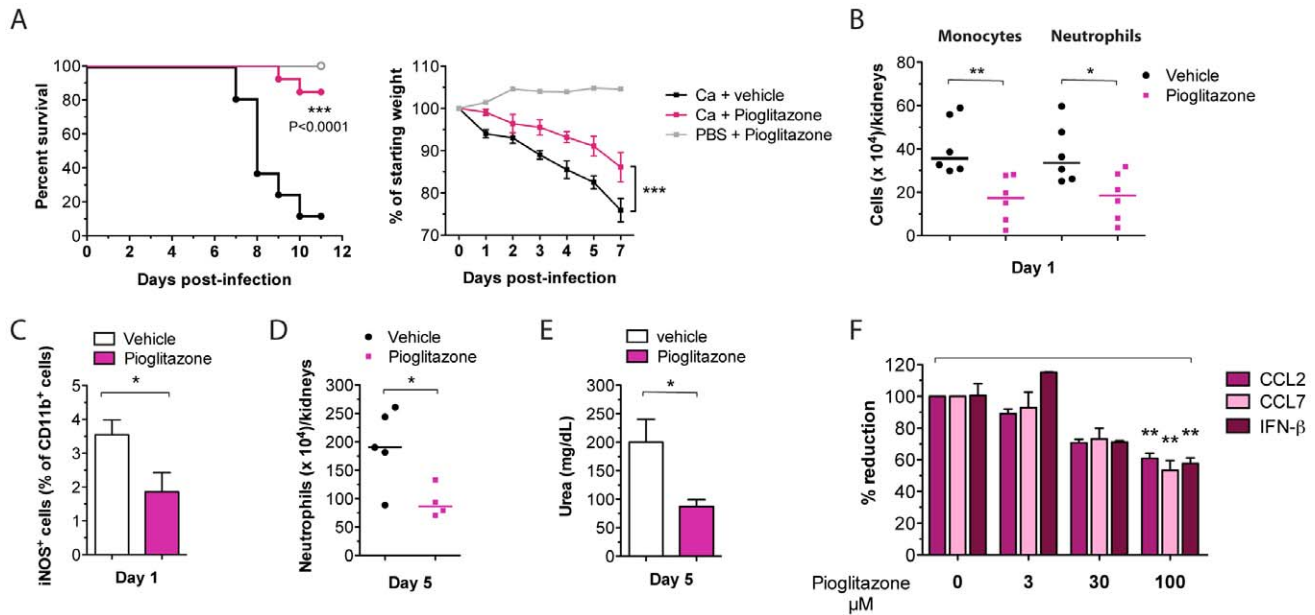 A
100
80
60
40
20
0
Percent survival
0 2 4 6 8 10 12
Days post-infection
***
P<0.0001
110
100
90
80
70
% of starting weight
0 1 2 3 4 5 7
Days post-infection
***
Ca + vehicle
Ca + Pioglitazone
PBS + Pioglitazone
B
Monocytes Neutrophils
** *
Vehicle
Pioglitazone
80
60
40
20
0
Cells (x 10⁴)/kidneys
Day 1
C
Vehicle
Pioglitazone
*
5
4
3
2
1
0
iNOS⁺ cells (% of CD11b⁺ cells)
Day 1
D
Vehicle
Pioglitazone
*
300
250
200
150
100
50
0
Neutrophils (x 10⁴)/kidneys
Day 5
E
vehicle
Pioglitazone
*
300
250
200
150
100
50
0
Urea (mg/dL)
Day 5
F
120
100
80
60
40
20
0
% reduction
** ** **
CCL2
CCL7
IFN-β
Pioglitazone 0 3 30 100
μM